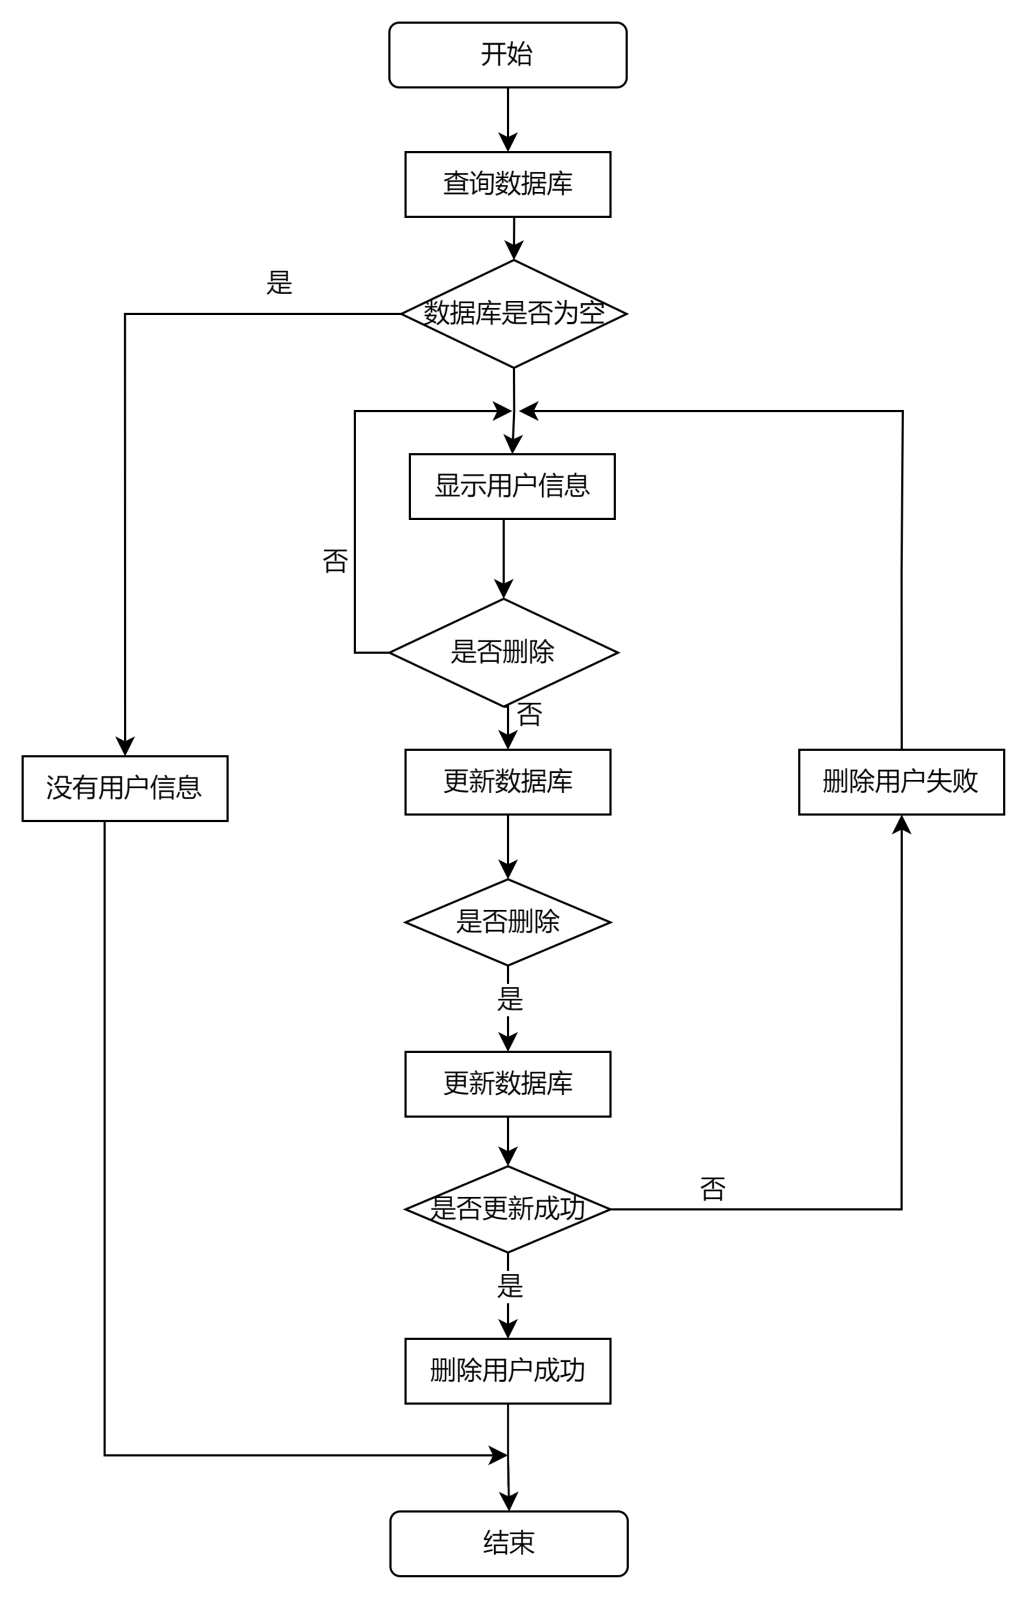 开始
查询数据库
是
数据库是否为空
显示用户信息
否
是否删除
否
更新数据库
没有用户信息
删除用户失败
是否删除
是
更新数据库
否
是否更新成功
是
删除用户成功
结束